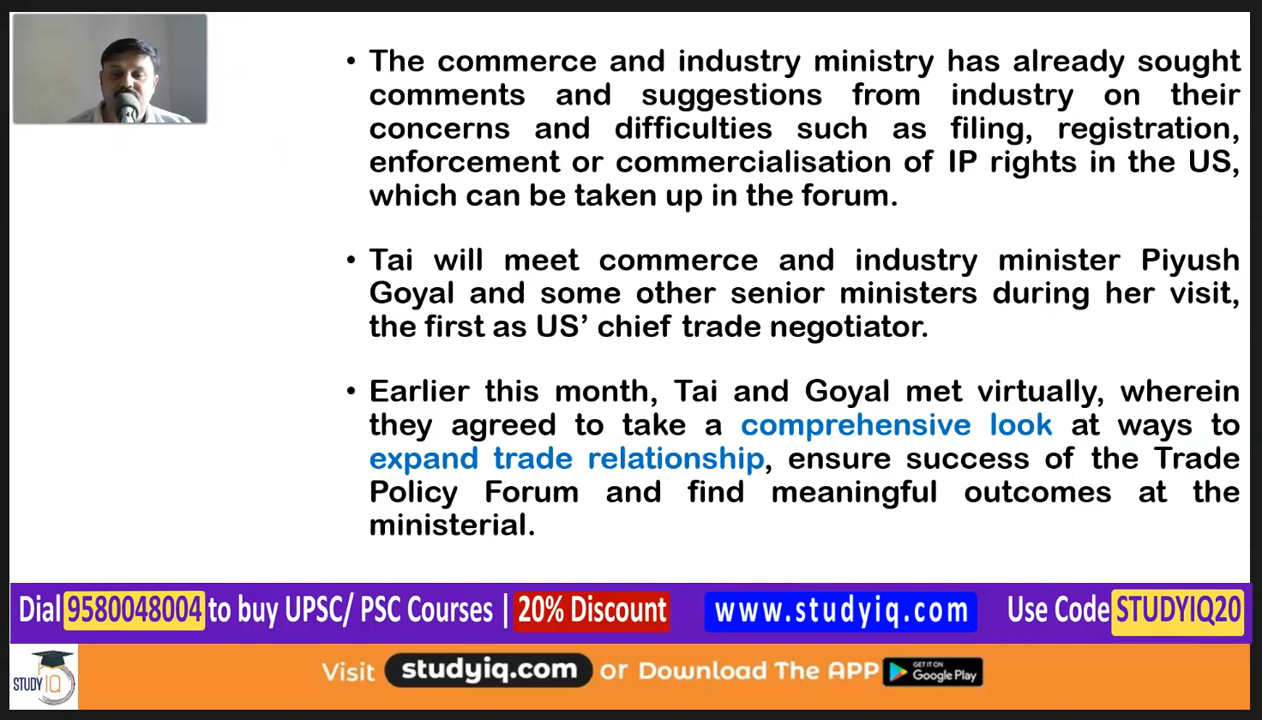 • The commerce and industry ministry has already sought
comments and suggestions from industry on their
concerns and difficulties such as filing, registration,
enforcement or commercialisation of IP rights in the US,
which can be taken up in the forum.
• Tai will meet commerce and industry minister Piyush
Goyal and some other senior ministers during her visit,
the first as US’ chief trade negotiator.
• Earlier this month, Tai and Goyal met virtually, wherein
they agreed to take a comprehensive look at ways to
expand trade relationship, ensure success of the Trade
Policy Forum and find meaningful outcomes at the
ministerial.
Dial 9580048004 to buy UPSC/ PSC Courses | 20% Discount www.studyiq.com Use Code STUDYIQ20
STUDY IQ
Visit studyiq.com or Download The APP GET IT ON Google Play